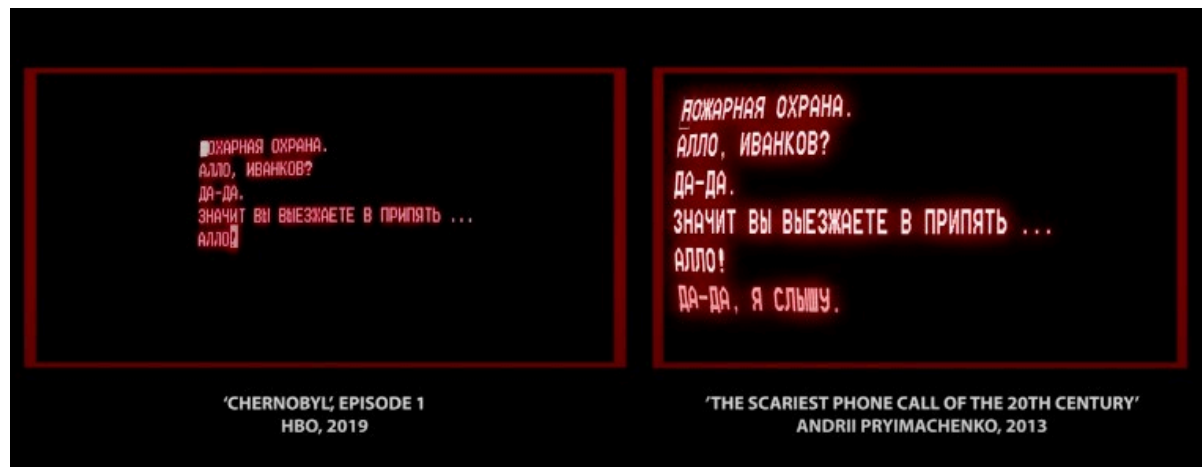 ПОЖАРНАЯ ОХРАНА.
АЛЛО, ИВАНКОВ?
ДА-ДА.
ЗНАЧИТ ВЫ ВЫЕЗЖАЕТЕ В ПРИПЯТЬ ...
АЛЛО!
'CHERNOBYL', EPISODE 1
HBO, 2019
ПОЖАРНАЯ ОХРАНА.
АЛЛО, ИВАНКОВ?
ДА-ДА.
ЗНАЧИТ ВЫ ВЫЕЗЖАЕТЕ В ПРИПЯТЬ ...
АЛЛО!
ДА-ДА, Я СЛЫШУ.
'THE SCARIEST PHONE CALL OF THE 20TH CENTURY'
ANDRII PRYIMACHENKO, 2013